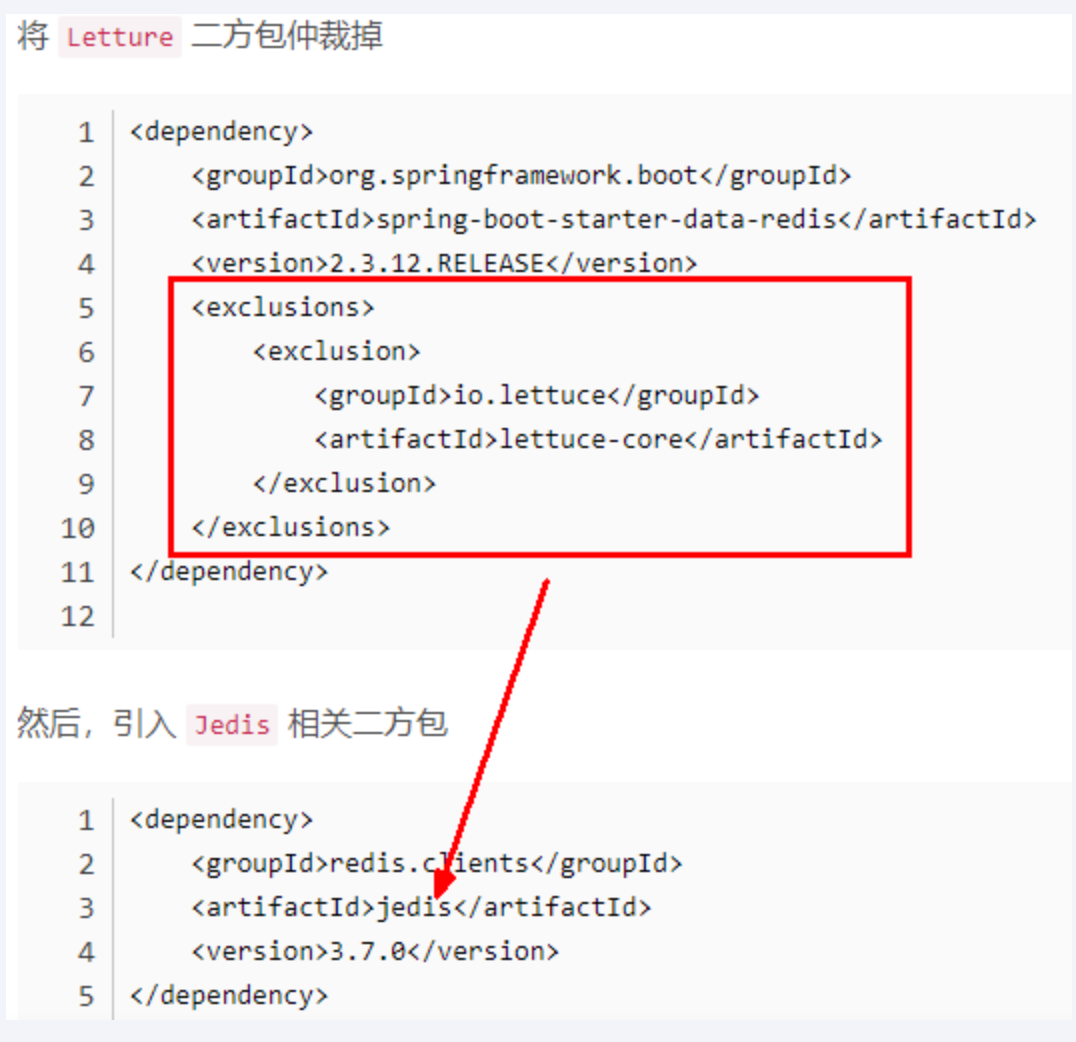 将 Letture 二方包仲裁掉
1 <dependency>
2     <groupId>org.springframework.boot</groupId>
3     <artifactId>spring-boot-starter-data-redis</artifactId>
4     <version>2.3.12.RELEASE</version>
5     <exclusions>
6         <exclusion>
7             <groupId>io.lettuce</groupId>
8             <artifactId>lettuce-core</artifactId>
9         </exclusion>
10     </exclusions>
11 </dependency>
12
然后，引入 Jedis 相关二方包
1 <dependency>
2     <groupId>redis.clients</groupId>
3     <artifactId>jedis</artifactId>
4     <version>3.7.0</version>
5 </dependency>